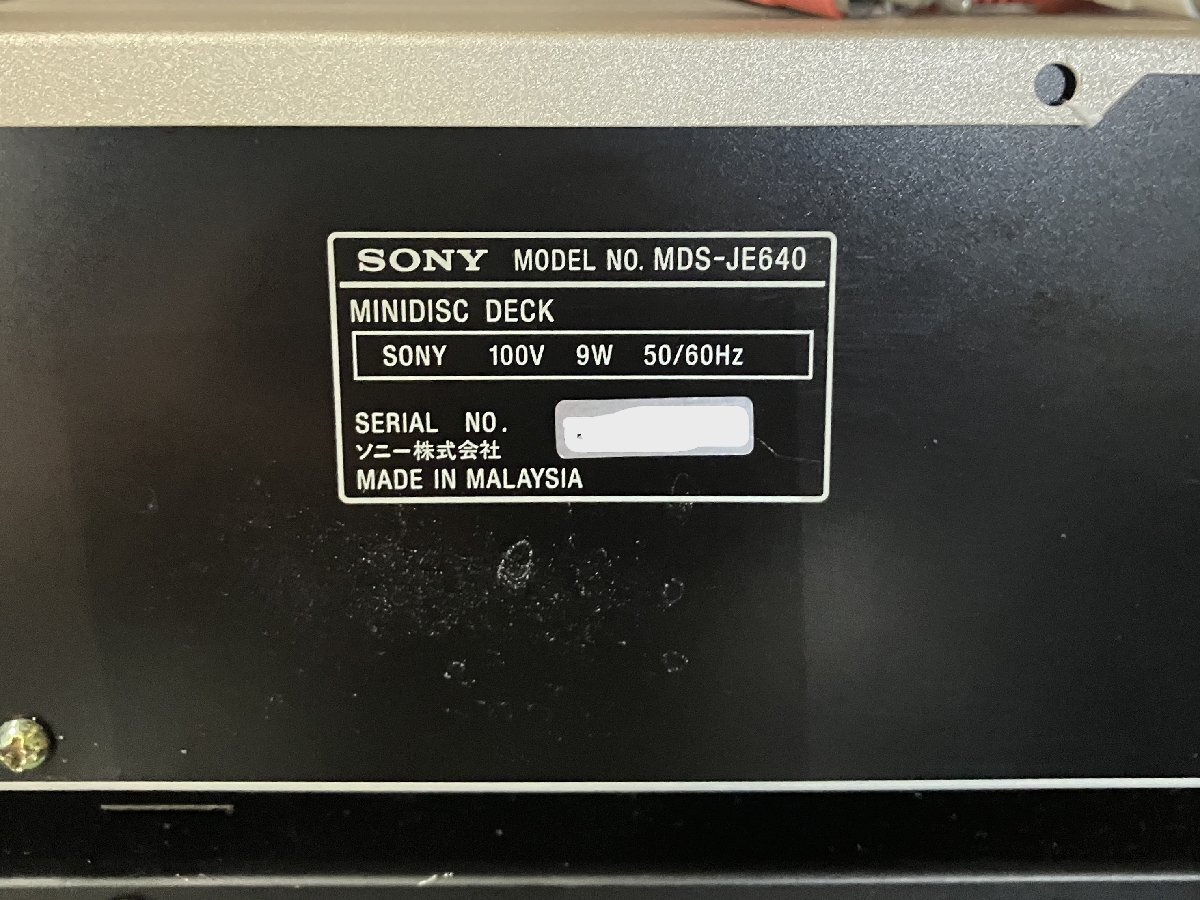 SONY MODEL NO. MDS-JE640
MINIDISC DECK
SONY 100V 9W 50/60Hz
SERIAL NO.
ソニー株式会社
MADE IN MALAYSIA